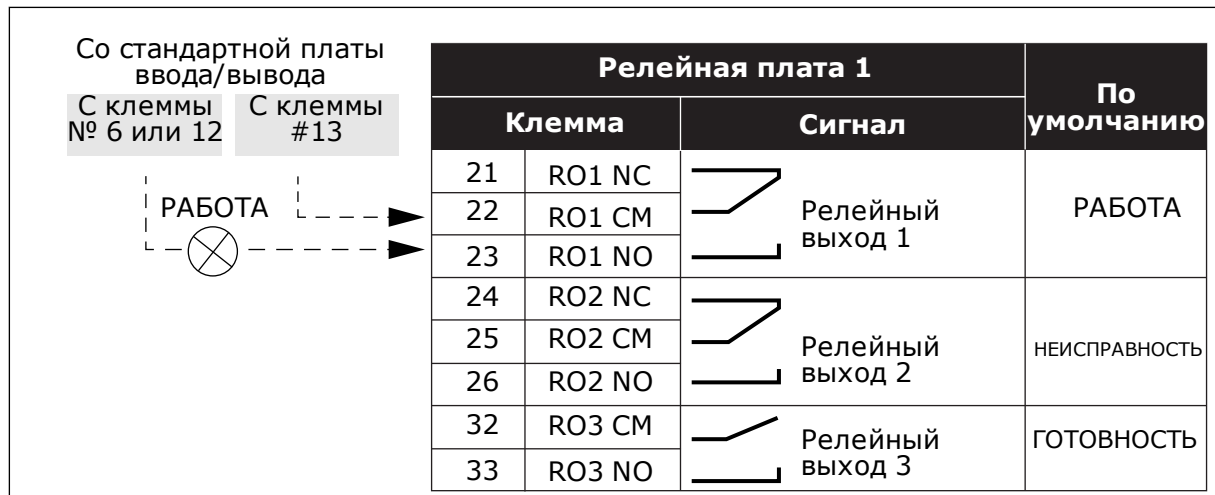 Со стандартной платы
ввода/вывода
С клеммы
№ 6 или 12
С клеммы
#13
РАБОТА
Релейная плата 1
По
умолчанию
Клемма
Сигнал
21 RO1 NC
22 RO1 CM
23 RO1 NO
Релейный
выход 1
РАБОТА
24 RO2 NC
25 RO2 CM
26 RO2 NO
Релейный
выход 2
НЕИСПРАВНОСТЬ
32 RO3 CM
33 RO3 NO
Релейный
выход 3
ГОТОВНОСТЬ